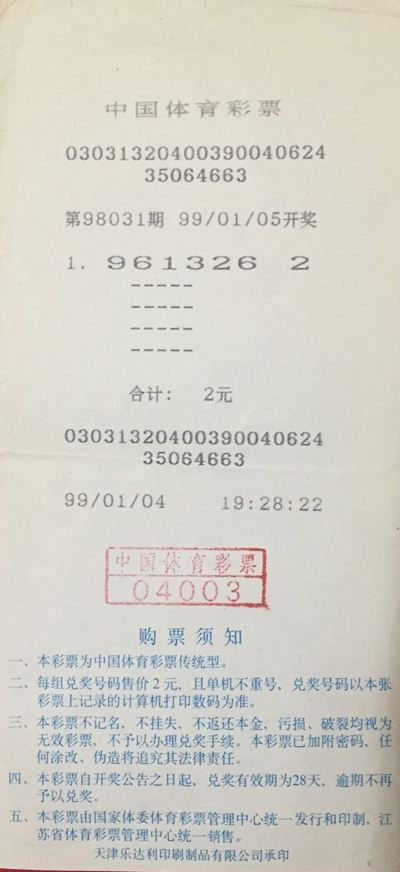 中国体育彩票
03031320400390040624
35064663
第98031期 99/01/05开奖
1. 961326 2
-----
-----
-----
-----
合计: 2元
03031320400390040624
35064663
99/01/04 19:28:22
中国体育彩票
04003
购票须知
一、本彩票为中国体育彩票传统型。
二、每组兑奖号码售价2元，且单机不重号，兑奖号码以本张
彩票上记录的计算机打印数码为准。
三、本彩票不记名、不挂失、不返还本金，污损、破裂均视为
无效彩票，不予以办理兑奖手续。本彩票已加附密码，任
何涂改、伪造将追究其法律责任。
四、本彩票自开奖公告之日起，兑奖有效期为28天，逾期不再
予以兑奖。
五、本彩票由国家体委体育彩票管理中心统一发行和印制，江
苏省体育彩票管理中心统一销售。
天津乐达利印刷制品有限公司承印